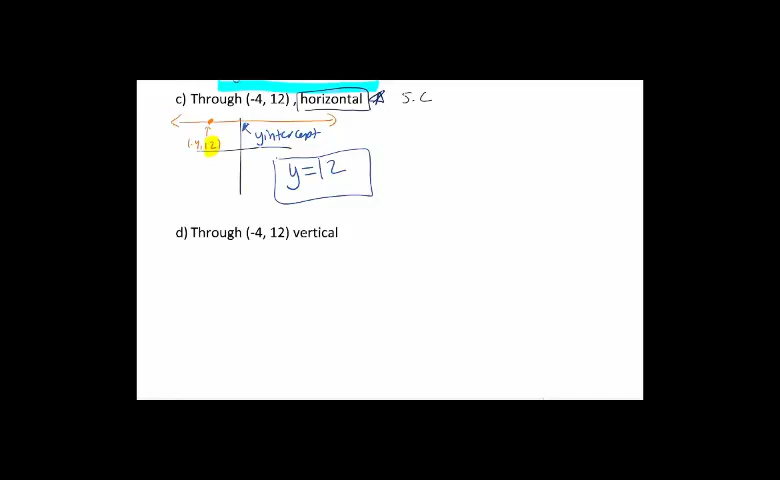 c) Through (-4, 12) , horizontal S.C
y intercept
(-4, 12)
y=12
d) Through (-4, 12) vertical